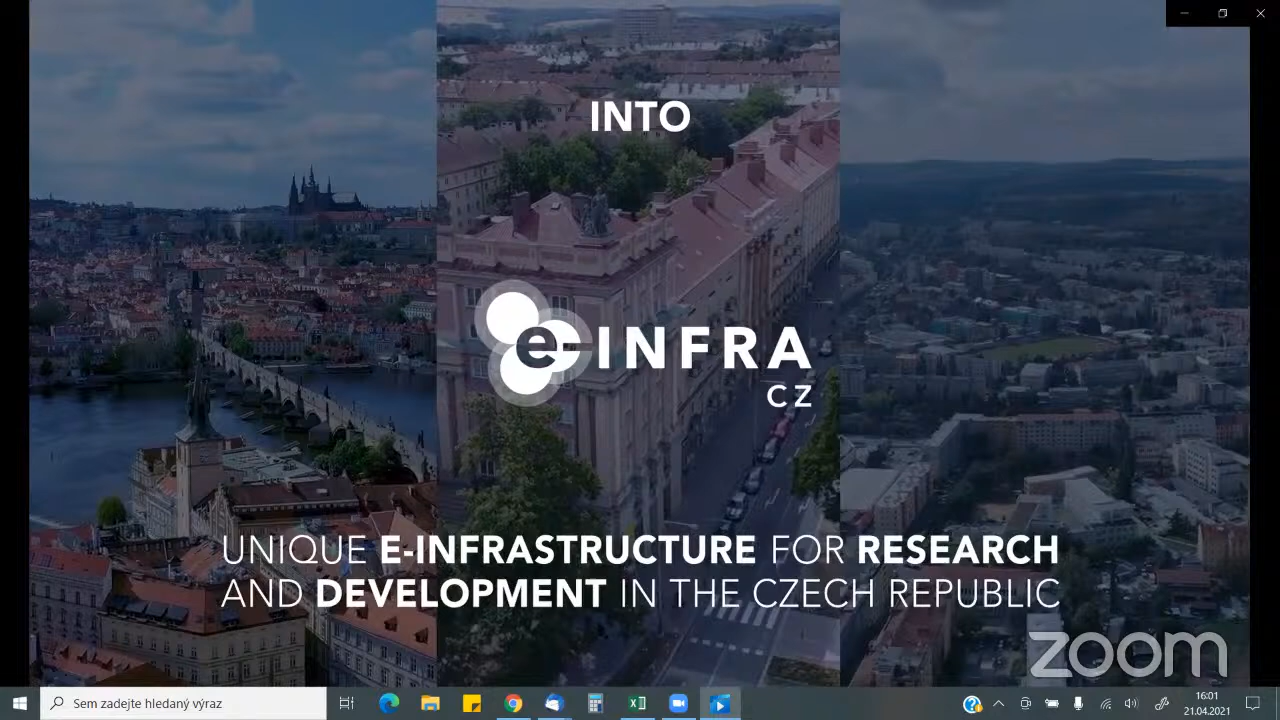 INTO
e-INFRA
CZ
UNIQUE E-INFRASTRUCTURE FOR RESEARCH
AND DEVELOPMENT IN THE CZECH REPUBLIC
zoom
Sem zadejte hledaný výraz
16:01
21.04.2021